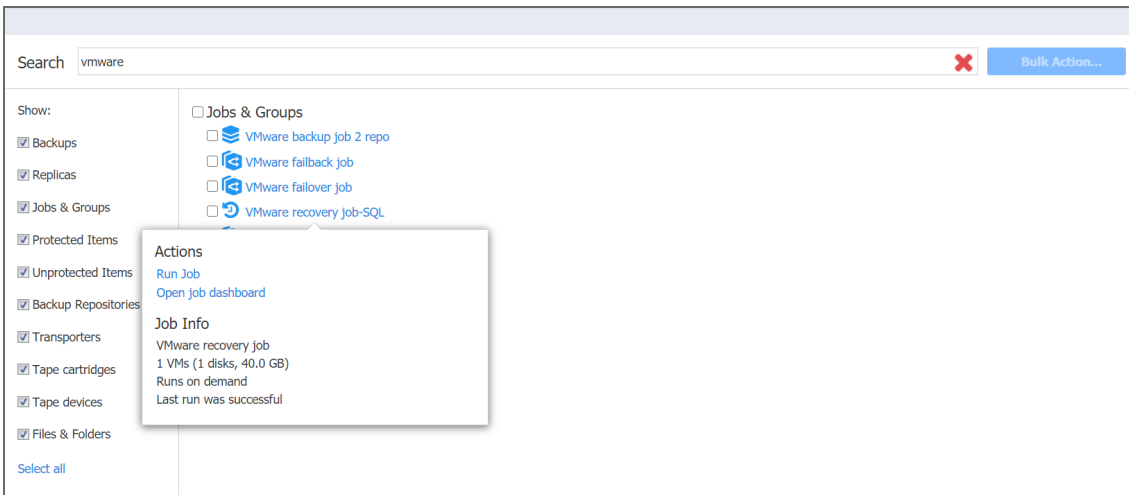 Search
vmware
Bulk Action...
Show:
Backups
Replicas
Jobs & Groups
Protected Items
Unprotected Items
Backup Repositories
Transporters
Tape cartridges
Tape devices
Files & Folders
Select all
Jobs & Groups
VMware backup job 2 repo
VMware failback job
VMware failover job
VMware recovery job-SQL
Actions
Run Job
Open job dashboard
Job Info
VMware recovery job
1 VMs (1 disks, 40.0 GB)
Runs on demand
Last run was successful